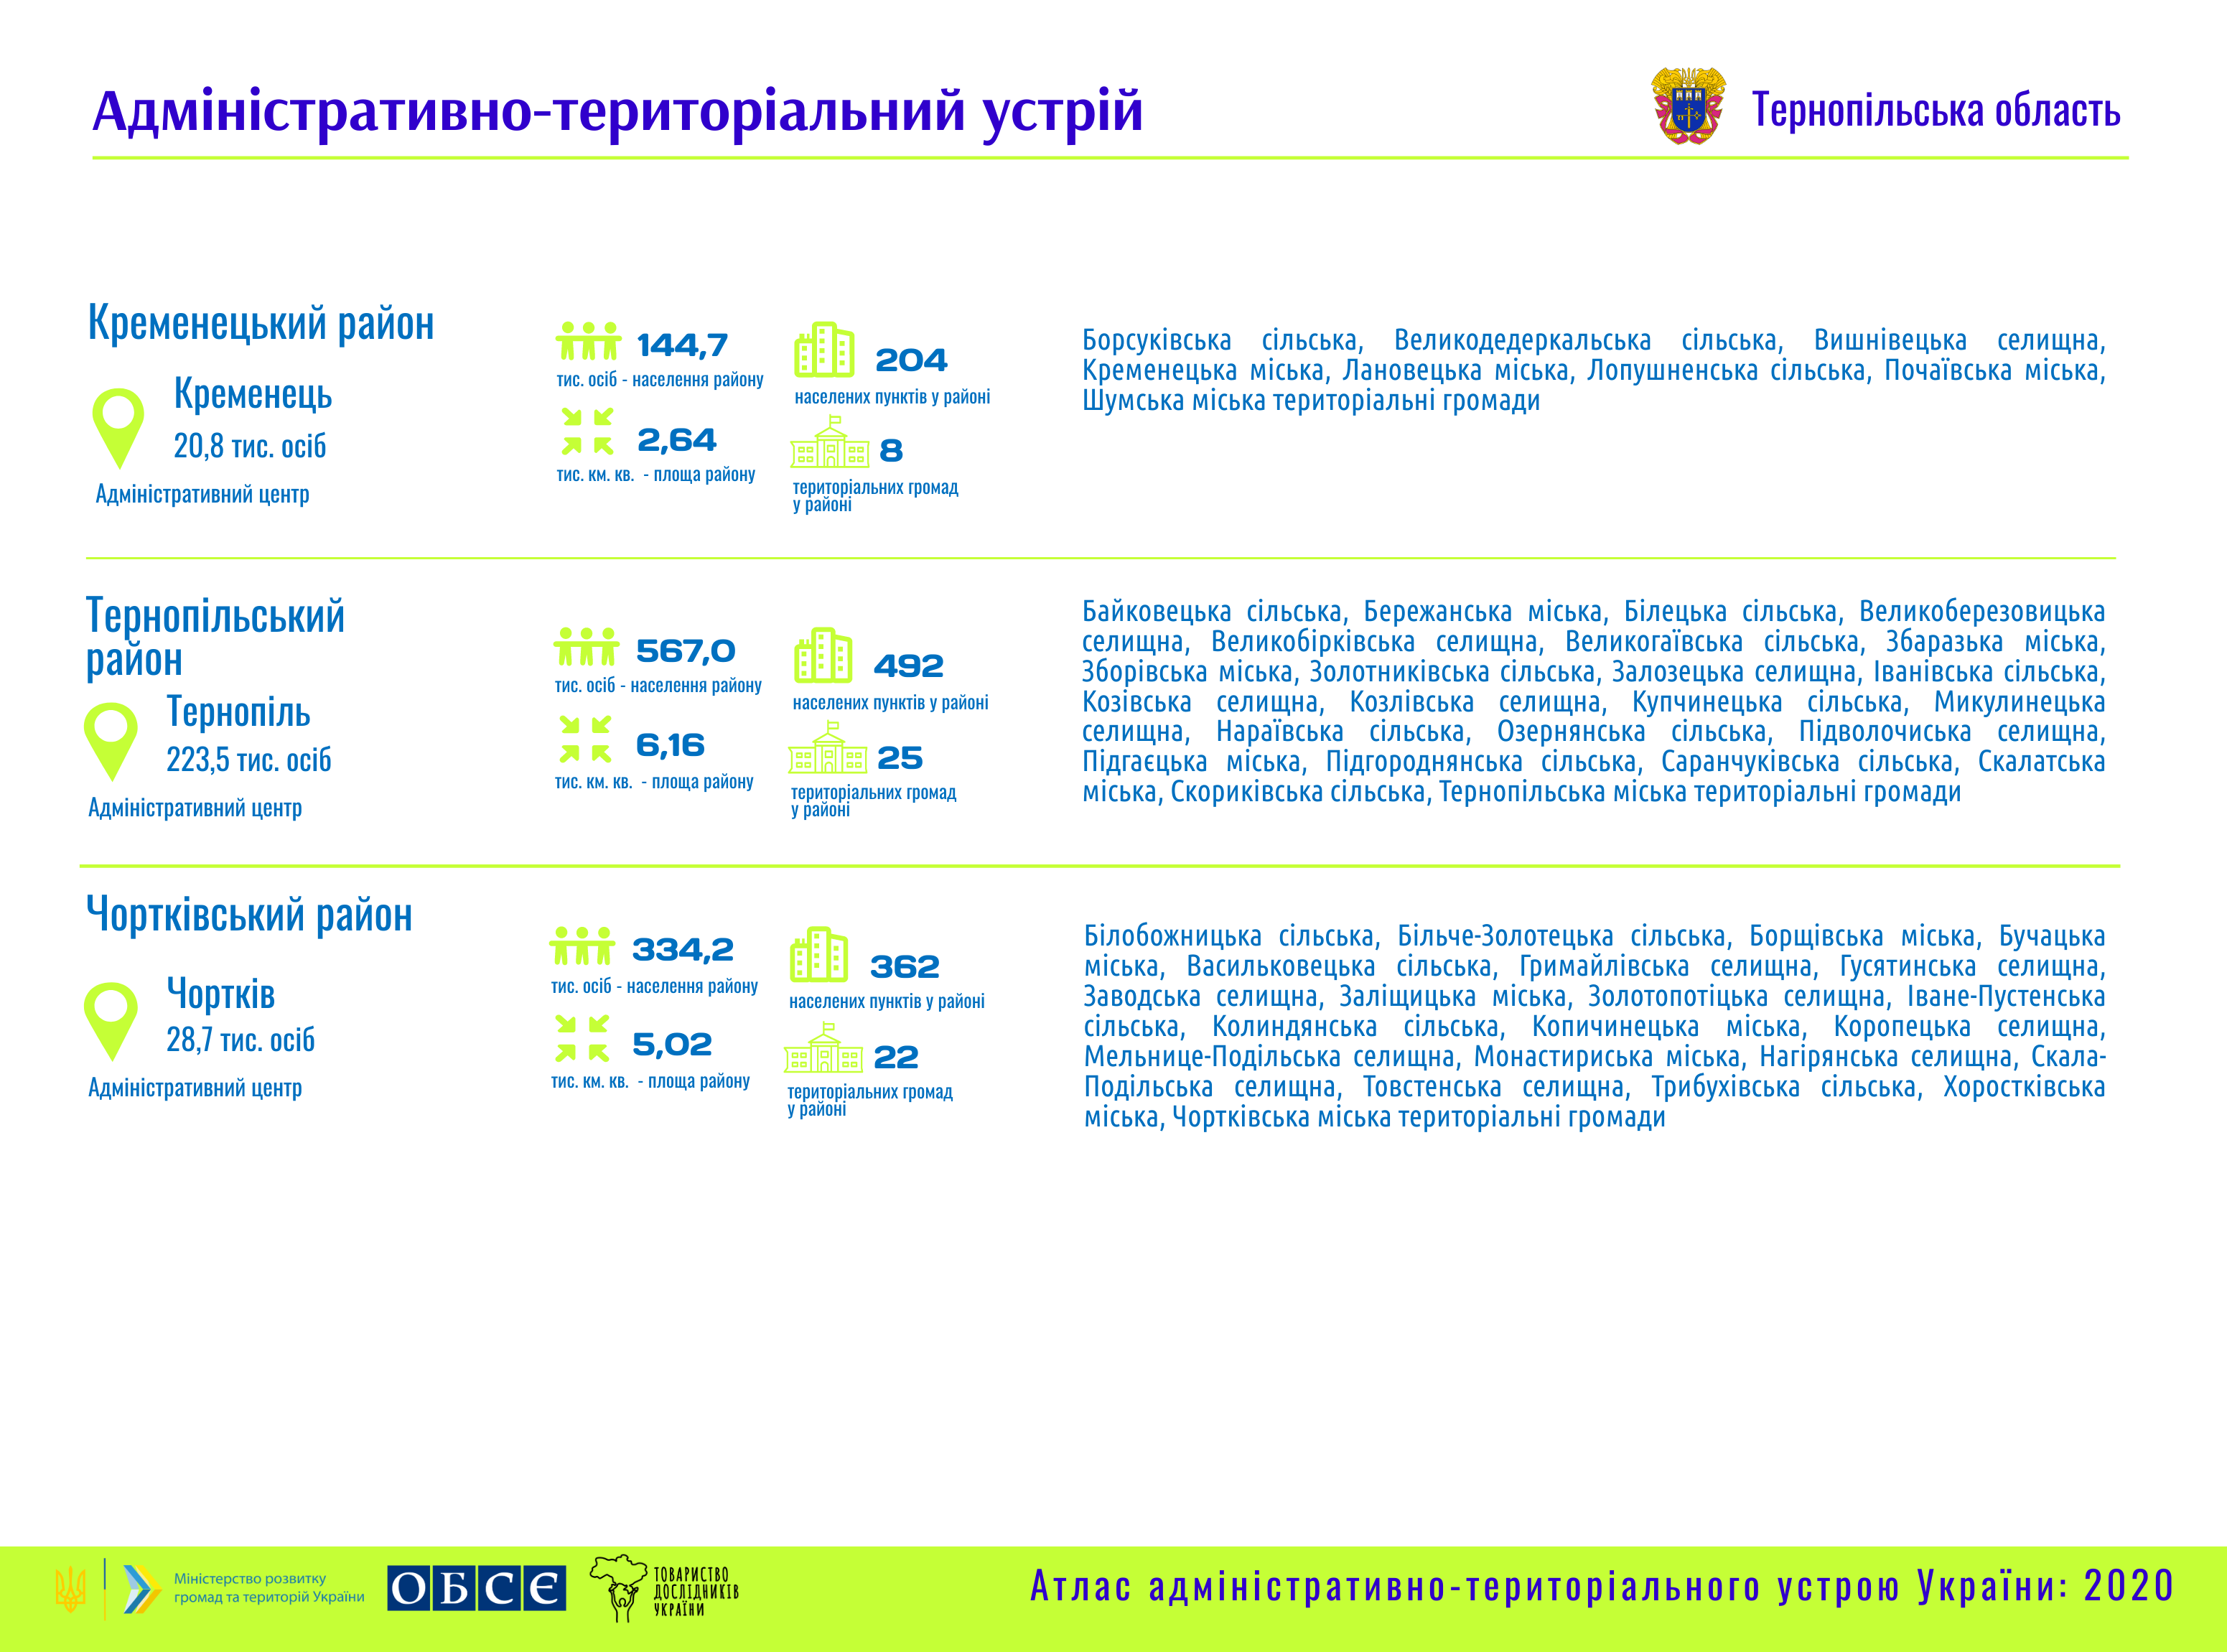 Адміністративно-територіальний устрій
Тернопільська область
Кременецький район
Кременець
20,8 тис. осіб
Адміністративний центр
144,7
тис. осіб - населення району
2,64
тис. км. кв. - площа району
204
населених пунктів у районі
8
територіальних громад
у районі
Борсуківська сільська, Великодедеркальська сільська, Вишнівецька селищна,
Кременецька міська, Лановецька міська, Лопушненська сільська, Почаївська міська,
Шумська міська територіальні громади
Тернопільський
район
Тернопіль
223,5 тис. осіб
Адміністративний центр
567,0
тис. осіб - населення району
6,16
тис. км. кв. - площа району
492
населених пунктів у районі
25
територіальних громад
у районі
Байковецька сільська, Бережанська міська, Білецька сільська, Великоберезовицька
селищна, Великобірківська селищна, Великогаївська сільська, Збаразька міська,
Зборівська міська, Золотниківська сільська, Залозецька селищна, Іванівська сільська,
Козівська селищна, Козлівська селищна, Купчинецька сільська, Микулинецька
селищна, Нараївська сільська, Озернянська сільська, Підволочиська селищна,
Підгаєцька міська, Підгороднянська сільська, Саранчуківська сільська, Скалатська
міська, Скориківська сільська, Тернопільська міська територіальні громади
Чортківський район
Чортків
28,7 тис. осіб
Адміністративний центр
334,2
тис. осіб - населення району
5,02
тис. км. кв. - площа району
362
населених пунктів у районі
22
територіальних громад
у районі
Білобожницька сільська, Більче-Золотецька сільська, Борщівська міська, Бучацька
міська, Васильковецька сільська, Гримайлівська селищна, Гусятинська селищна,
Заводська селищна, Заліщицька міська, Золотопотіцька селищна, Іване-Пустенська
сільська, Колиндянська сільська, Копичинецька міська, Коропецька селищна,
Мельнице-Подільська селищна, Монастириська міська, Нагірянська селищна, Скала-
Подільська селищна, Товстенська селищна, Трибухівська сільська, Хоростківська
міська, Чортківська міська територіальні громади
Міністерство розвитку
громад та територій України
ОБСЄ
ТОВАРИСТВО
ДОСЛІДНИКІВ
УКРАЇНИ
Атлас адміністративно-територіального устрою України: 2020